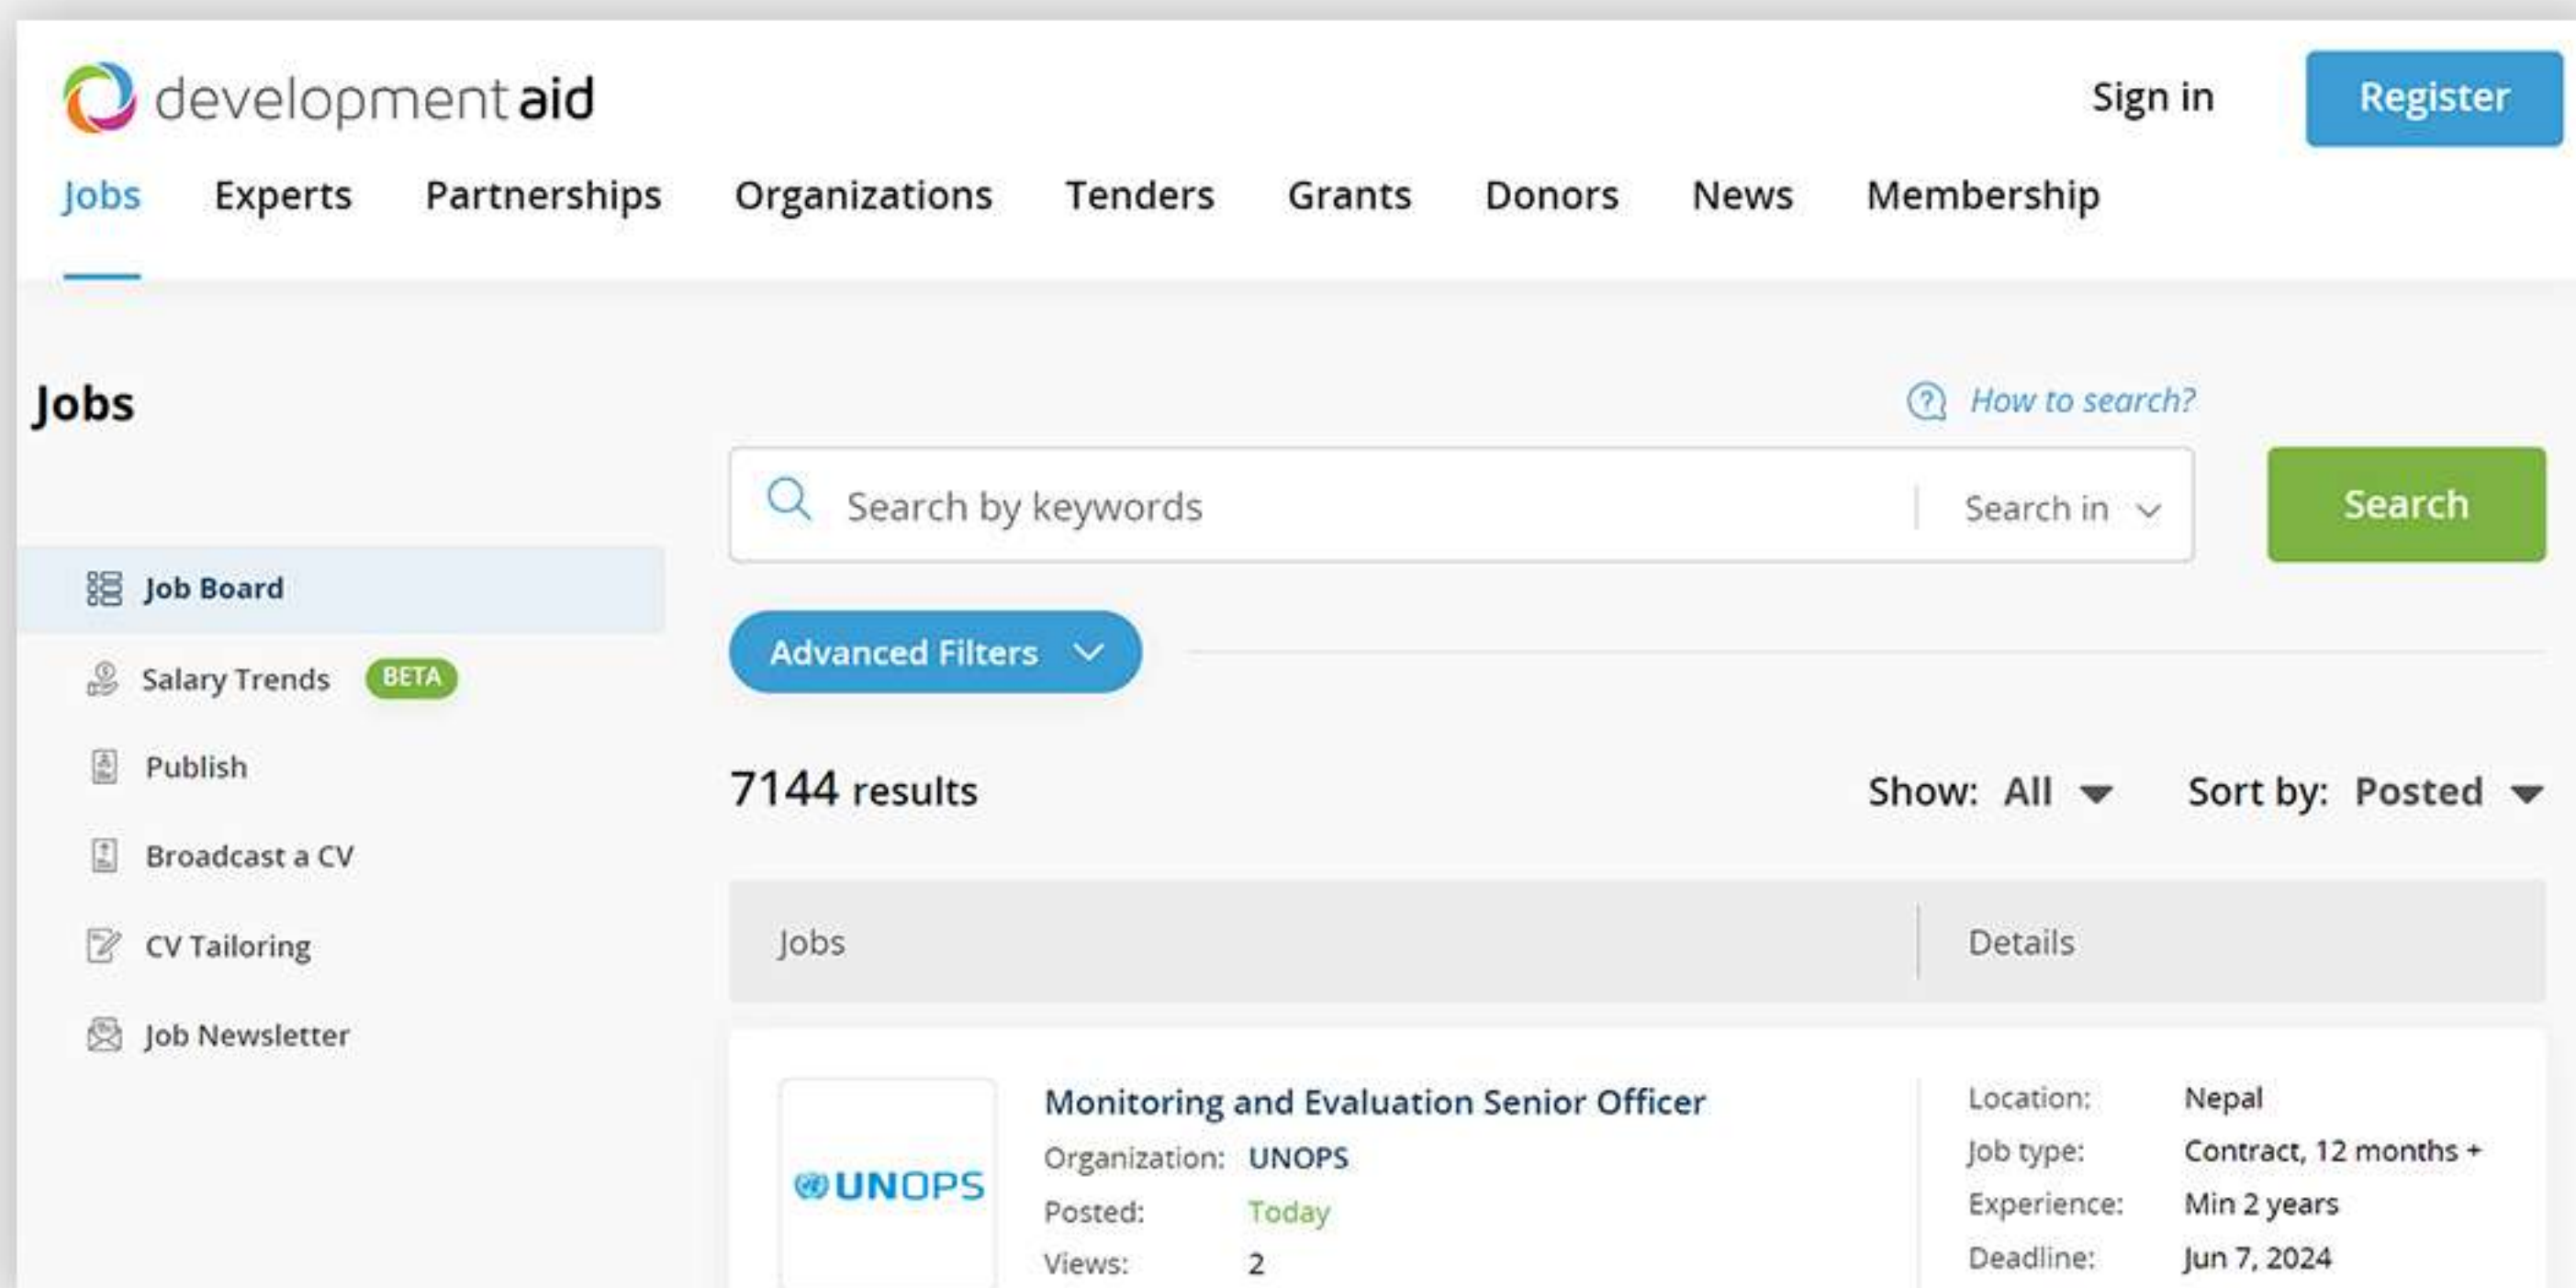 developmentaid
Sign in
Register
Jobs Experts Partnerships Organizations Tenders Grants Donors News Membership
Jobs
How to search?
Search by keywords
Search in
Search
Job Board
Salary Trends BETA
Publish
Broadcast a CV
CV Tailoring
Job Newsletter
Advanced Filters
7144 results
Show: All
Sort by: Posted
Jobs
Details
UNOPS
Monitoring and Evaluation Senior Officer
Organization: UNOPS
Posted: Today
Views: 2
Location: Nepal
Job type: Contract, 12 months +
Experience: Min 2 years
Deadline: Jun 7, 2024